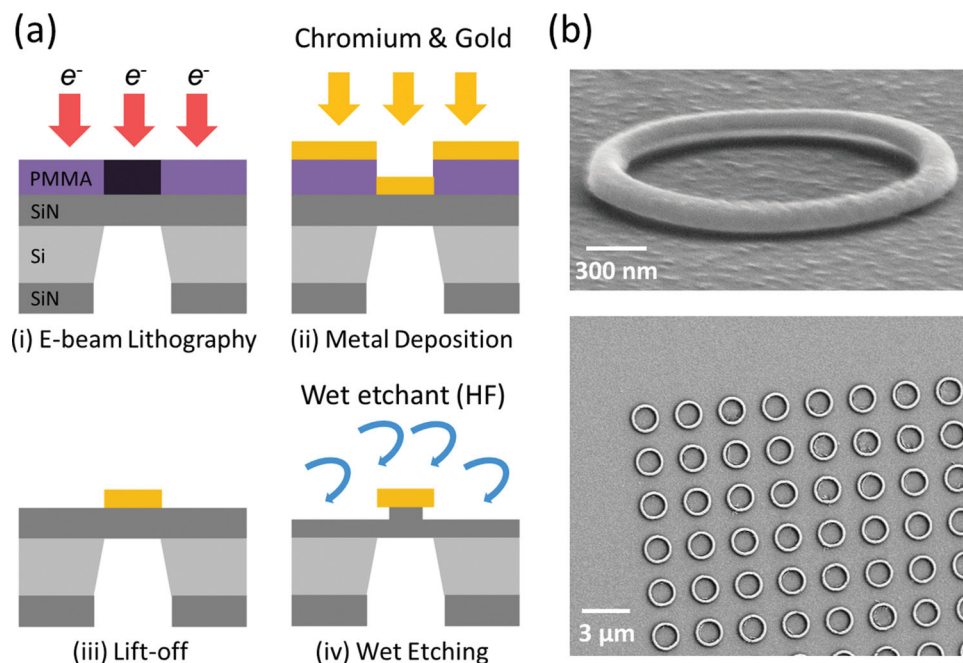 (a)
Chromium & Gold
e- e- e-
PMMA
SiN
Si
SiN
(i) E-beam Lithography
(ii) Metal Deposition
Wet etchant (HF)
(iii) Lift-off
(iv) Wet Etching
(b)
300 nm
3 μm